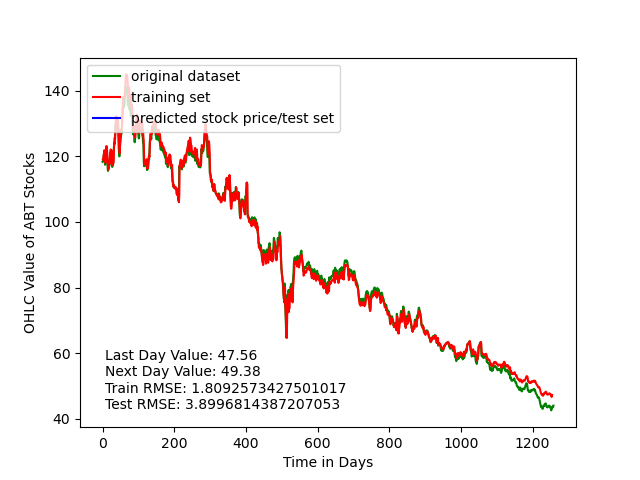 original dataset
training set
predicted stock price/test set
140
120
100
80
60
40
OHLC Value of ABT Stocks
Last Day Value: 47.56
Next Day Value: 49.38
Train RMSE: 1.8092573427501017
Test RMSE: 3.8996814387207053
0 200 400 600 800 1000 1200
Time in Days